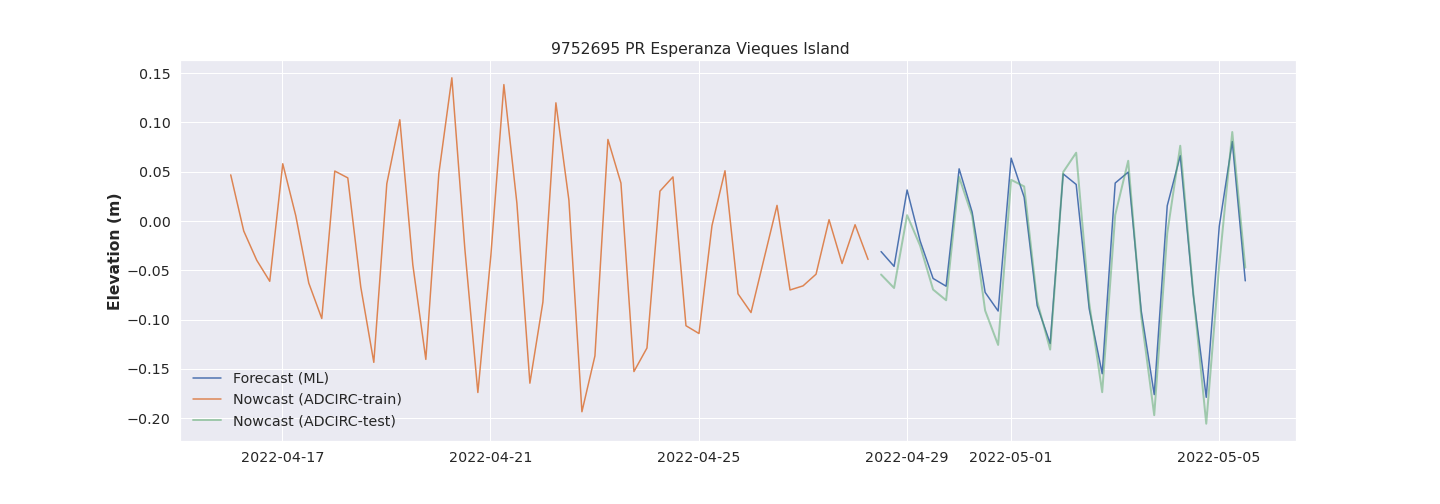 9752695 PR Esperanza Vieques Island
Elevation (m)
0.15
0.10
0.05
0.00
−0.05
−0.10
−0.15
−0.20
Forecast (ML)
Nowcast (ADCIRC-train)
Nowcast (ADCIRC-test)
2022-04-17 2022-04-21 2022-04-25 2022-04-29 2022-05-01 2022-05-05